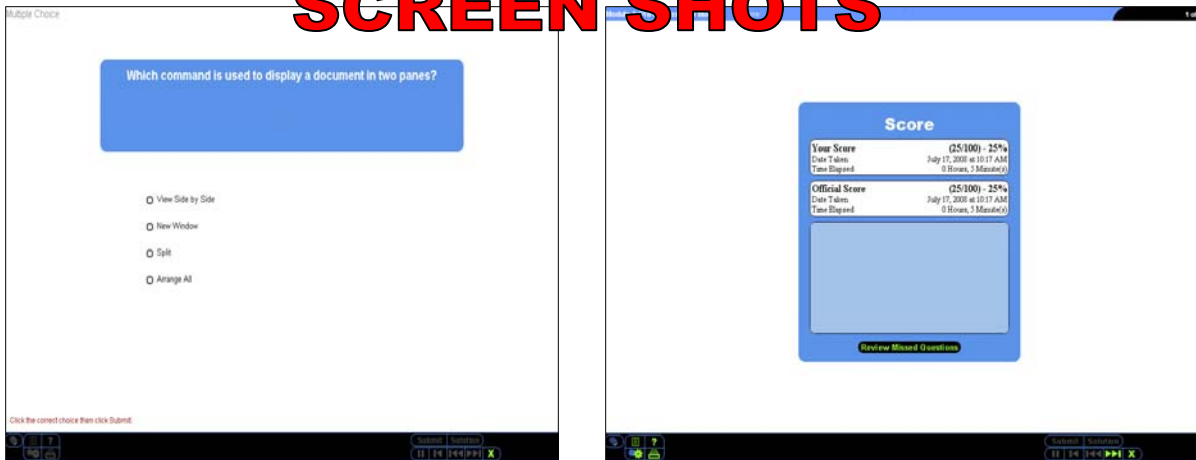 SCREEN SHOTS
Multiple Choice
Which command is used to display a document in two panes?
View Side by Side
New Window
Split
Arrange All
Click the correct choice then click Submit.
?
Submit Solution
X
Score
Your Score (25/100) - 25%
Date Taken July 17, 2008 at 10:17 AM
Time Elapsed 0 Hours, 5 Minute(s)
Official Score (25/100) - 25%
Date Taken July 17, 2008 at 10:17 AM
Time Elapsed 0 Hours, 5 Minute(s)
Review Missed Questions
?
Submit Solution
X